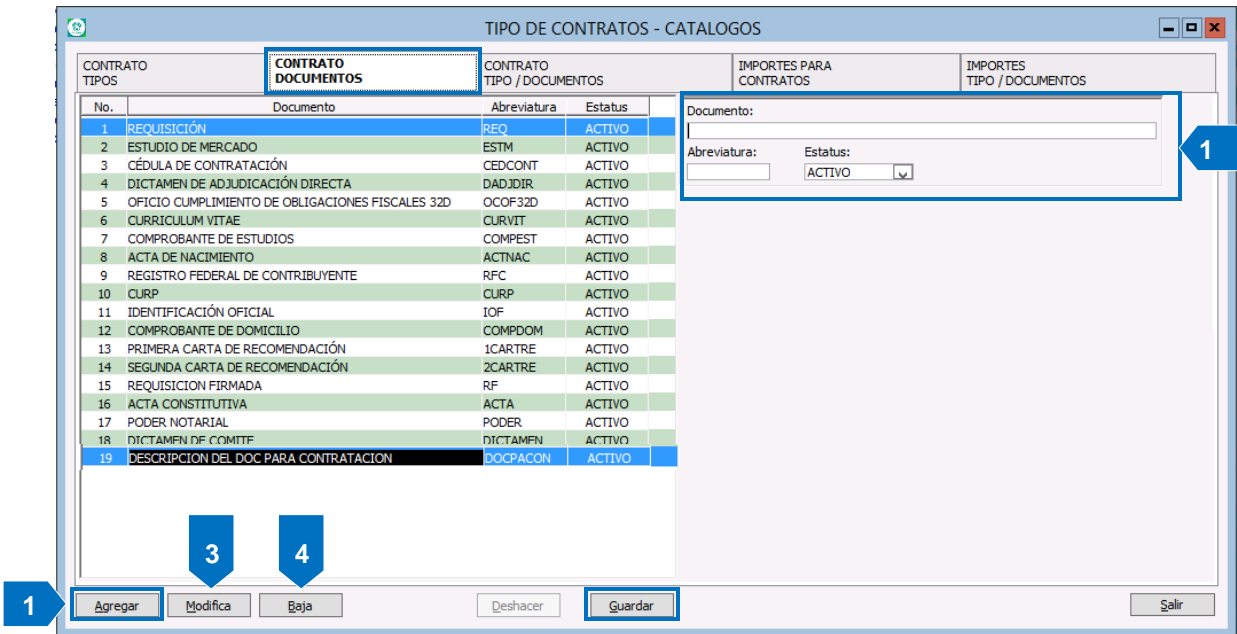 TIPO DE CONTRATOS - CATALOGOS
CONTRATO
TIPOS
CONTRATO
DOCUMENTOS
CONTRATO
TIPO / DOCUMENTOS
IMPORTES PARA
CONTRATOS
IMPORTES
TIPO / DOCUMENTOS
No. Documento Abreviatura Estatus
1 REQUISICIÓN REQ ACTIVO
2 ESTUDIO DE MERCADO ESTM ACTIVO
3 CÉDULA DE CONTRATACIÓN CEDCONT ACTIVO
4 DICTAMEN DE ADJUDICACIÓN DIRECTA DADJDIR ACTIVO
5 OFICIO CUMPLIMIENTO DE OBLIGACIONES FISCALES 32D OCOF32D ACTIVO
6 CURRICULUM VITAE CURVIT ACTIVO
7 COMPROBANTE DE ESTUDIOS COMPEST ACTIVO
8 ACTA DE NACIMIENTO ACTNAC ACTIVO
9 REGISTRO FEDERAL DE CONTRIBUYENTE RFC ACTIVO
10 CURP CURP ACTIVO
11 IDENTIFICACIÓN OFICIAL IOF ACTIVO
12 COMPROBANTE DE DOMICILIO COMPDOM ACTIVO
13 PRIMERA CARTA DE RECOMENDACIÓN 1CARTRE ACTIVO
14 SEGUNDA CARTA DE RECOMENDACIÓN 2CARTRE ACTIVO
15 REQUISICION FIRMADA RF ACTIVO
16 ACTA CONSTITUTIVA ACTA ACTIVO
17 PODER NOTARIAL PODER ACTIVO
18 DICTAMEN DE COMITE DICTAMEN ACTIVO
19 DESCRIPCION DEL DOC PARA CONTRATACION DOCPACON ACTIVO
Documento:
Abreviatura: Estatus:
ACTIVO
1
3 4
1 Agregar Modifica Baja Deshacer Guardar Salir